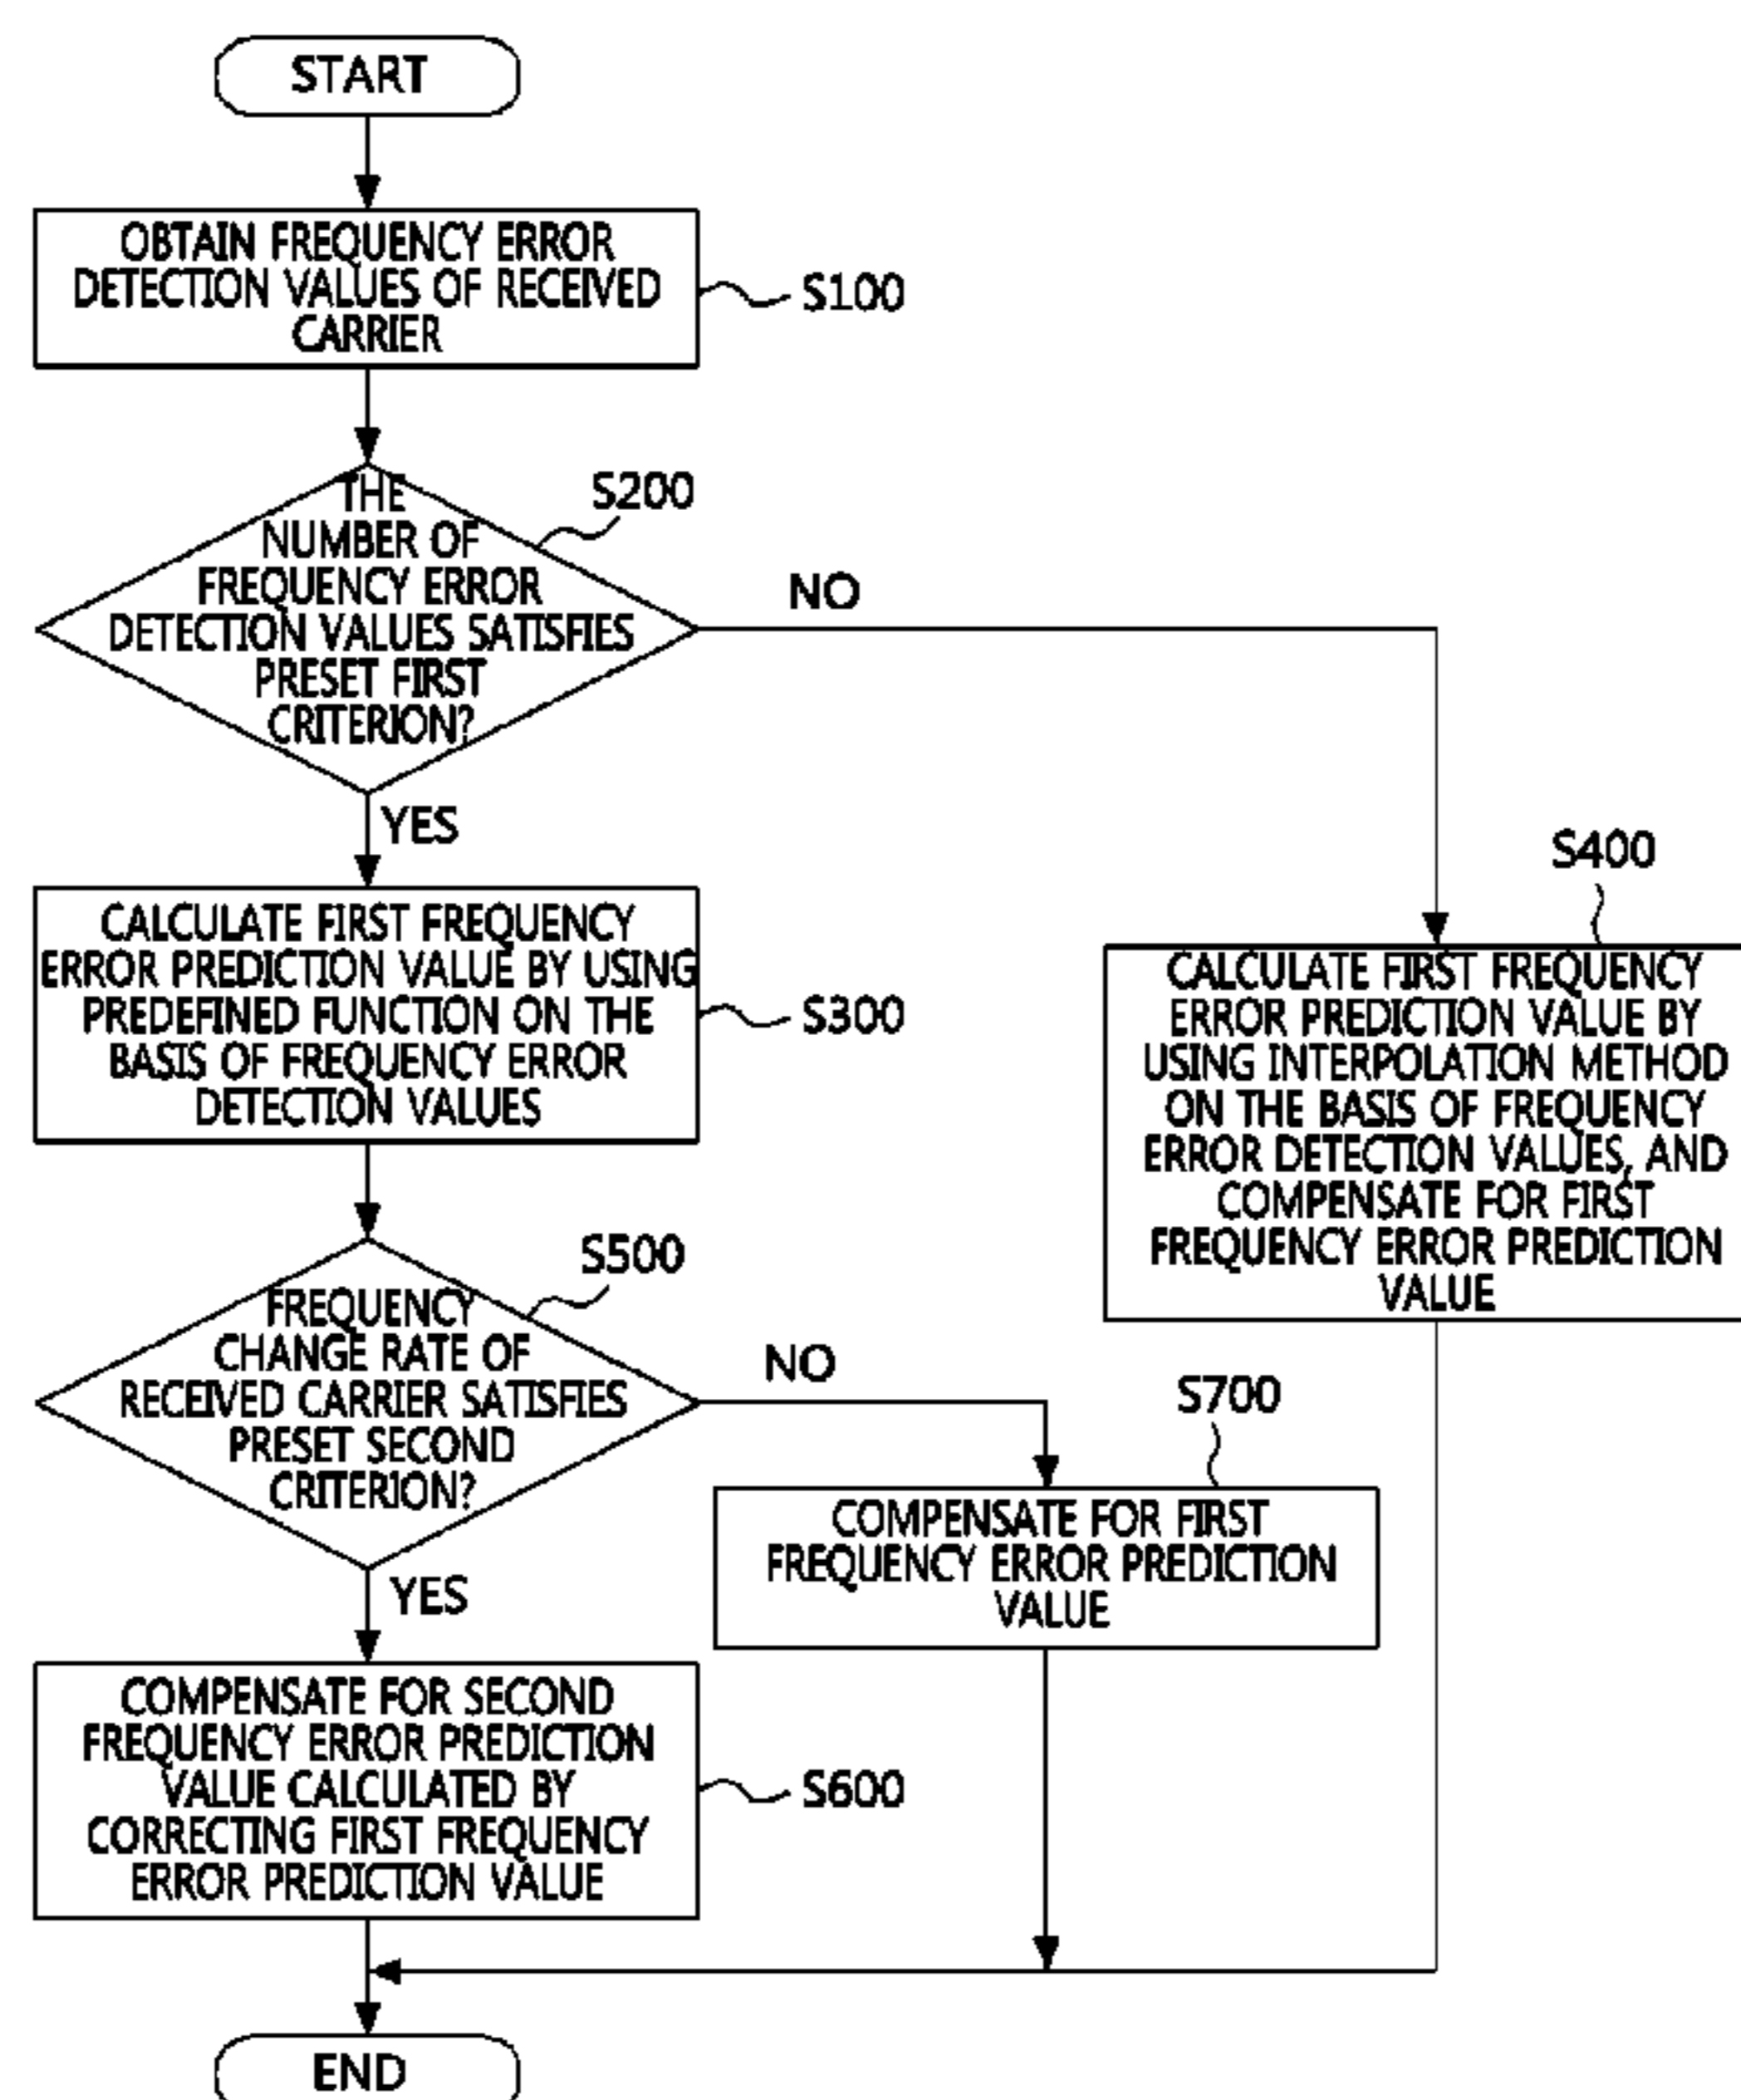 START
OBTAIN FREQUENCY ERROR
DETECTION VALUES OF RECEIVED
CARRIER
S100
THE
NUMBER OF
FREQUENCY ERROR
DETECTION VALUES SATISFIES
PRESET FIRST
CRITERION?
S200
NO
YES
CALCULATE FIRST FREQUENCY
ERROR PREDICTION VALUE BY USING
PREDEFINED FUNCTION ON THE
BASIS OF FREQUENCY ERROR
DETECTION VALUES
S300
S400
CALCULATE FIRST FREQUENCY
ERROR PREDICTION VALUE BY
USING INTERPOLATION METHOD
ON THE BASIS OF FREQUENCY
ERROR DETECTION VALUES, AND
COMPENSATE FOR FIRST
FREQUENCY ERROR PREDICTION
VALUE
FREQUENCY
CHANGE RATE OF
RECEIVED CARRIER SATISFIES
PRESET SECOND
CRITERION?
S500
NO
YES
S700
COMPENSATE FOR FIRST
FREQUENCY ERROR PREDICTION
VALUE
COMPENSATE FOR SECOND
FREQUENCY ERROR PREDICTION
VALUE CALCULATED BY
CORRECTING FIRST FREQUENCY
ERROR PREDICTION VALUE
S600
END